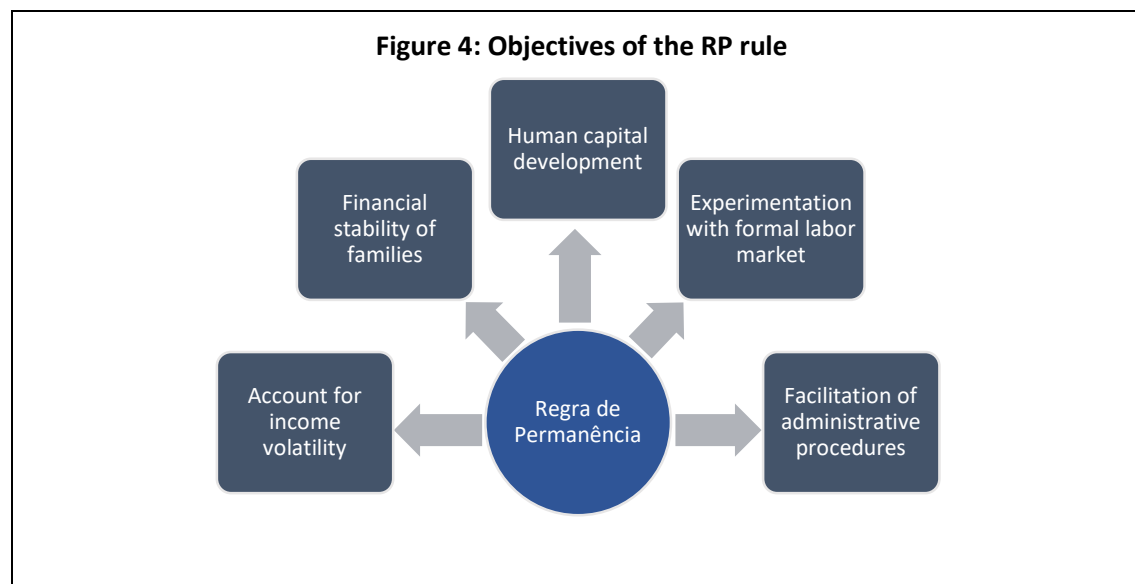 Figure 4: Objectives of the RP rule
Human capital
development
Financial
stability of
families
Experimentation
with formal labor
market
Account for
income
volatility
Regra de
Permanência
Facilitation of
administrative
procedures